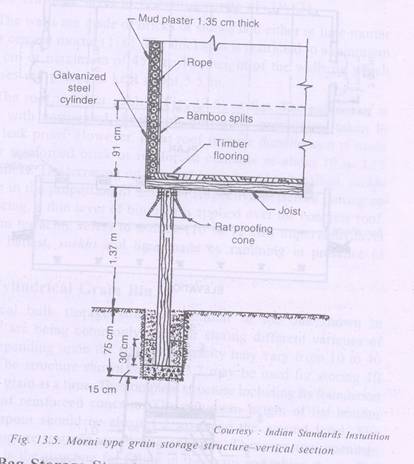 Mud plaster 1.35 cm thick
Rope
Galvanized
steel
cylinder
Bamboo splits
91 cm
Timber
flooring
Joist
Rat proofing
cone
1.37 m
75 cm
30 cm
15 cm
Courtesy : Indian Standards Instutition
Fig. 13.5. Morai type grain storage structure–vertical section